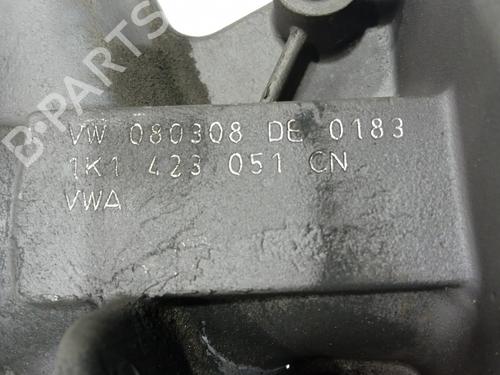 VW 080308 DE 0183
1K1 423 051 CN
VWA
B-PARTS